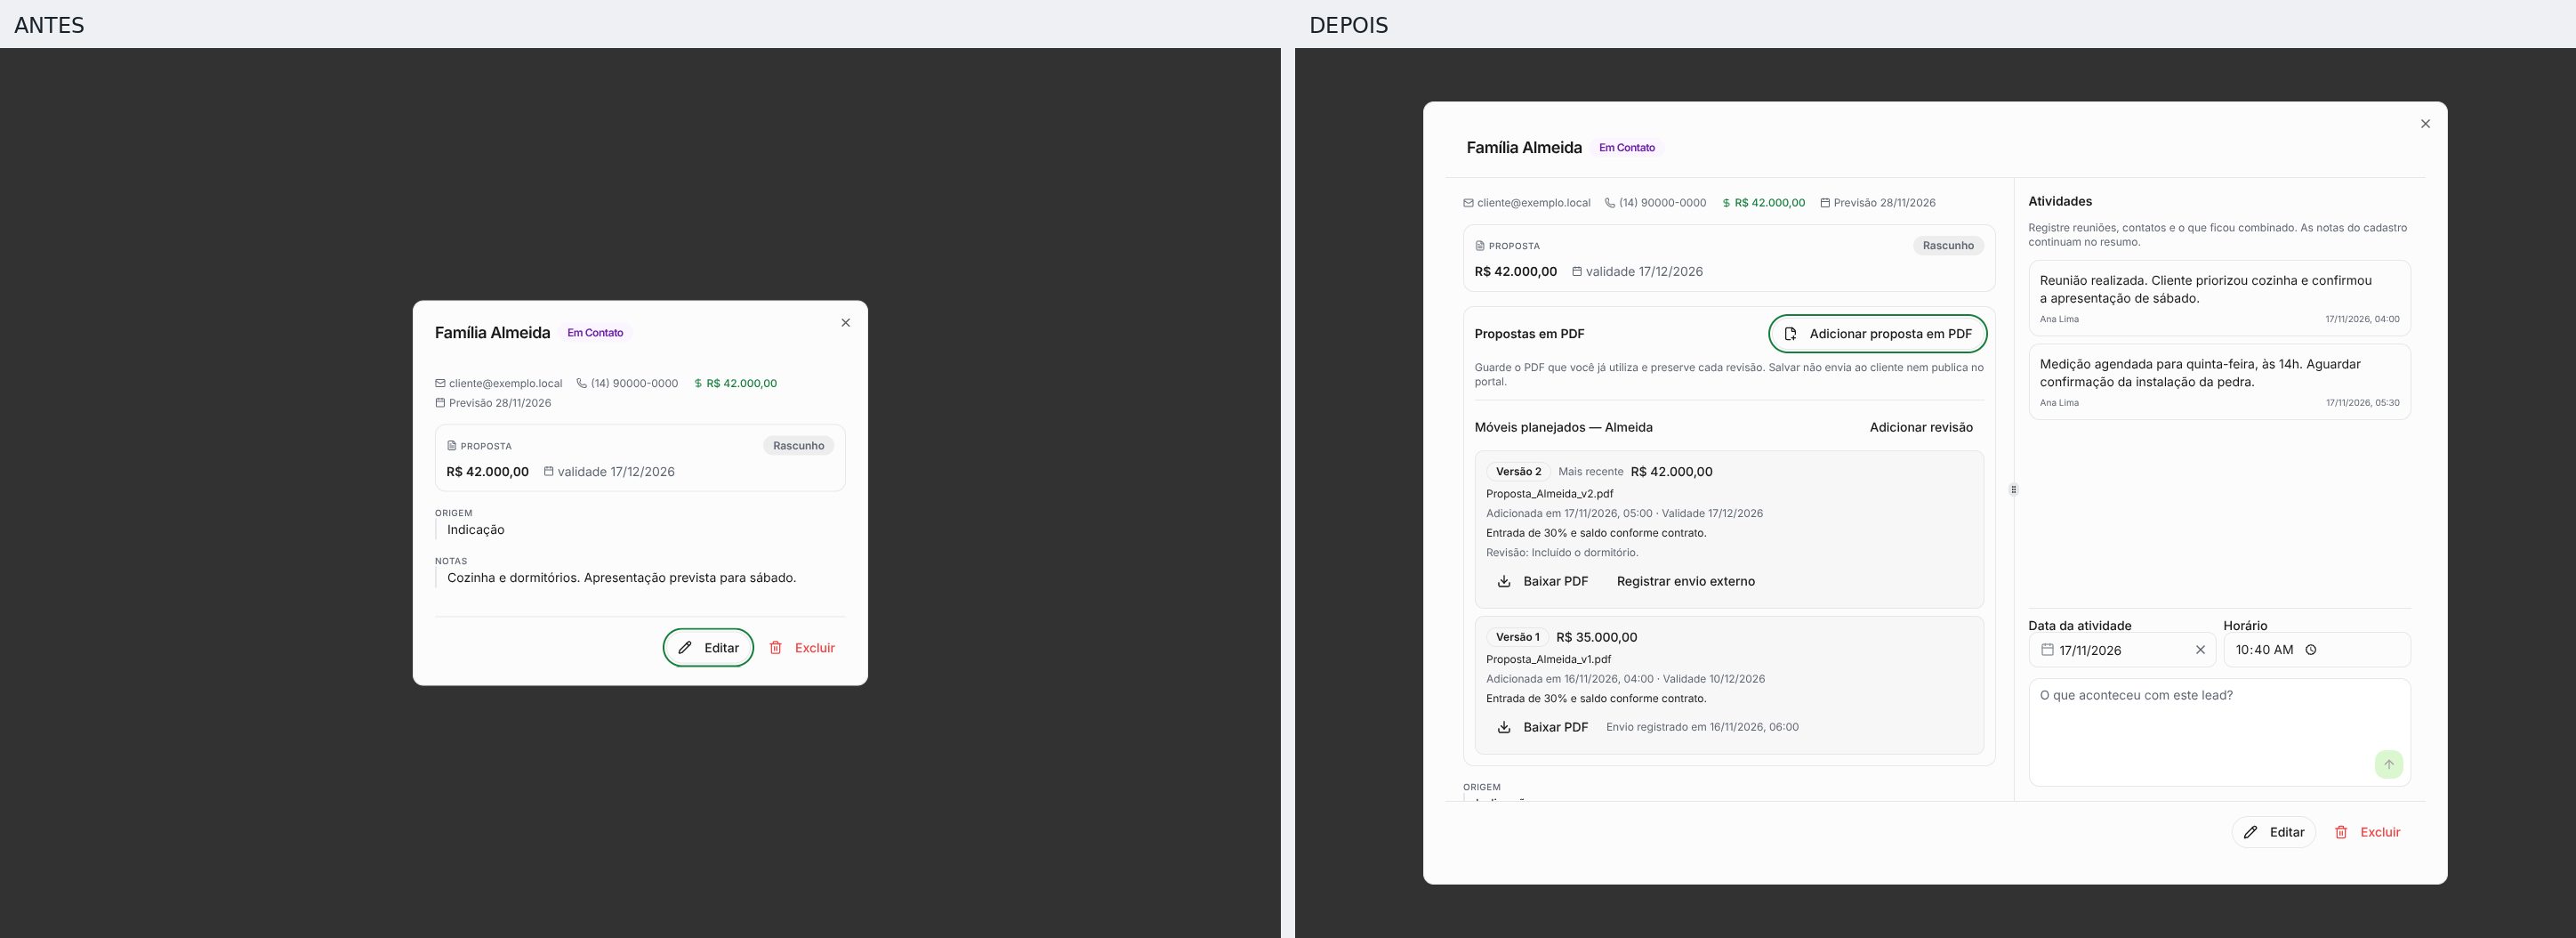 ANTES
Família Almeida Em Contato
cliente@exemplo.local (14) 90000-0000 R$ 42.000,00
Previsão 28/11/2026
PROPOSTA Rascunho
R$ 42.000,00 validade 17/12/2026
ORIGEM
Indicação
NOTAS
Cozinha e dormitórios. Apresentação prevista para sábado.
Editar Excluir
DEPOIS
Família Almeida Em Contato
cliente@exemplo.local (14) 90000-0000 R$ 42.000,00 Previsão 28/11/2026
PROPOSTA Rascunho
R$ 42.000,00 validade 17/12/2026
Propostas em PDF Adicionar proposta em PDF
Guarde o PDF que você já utiliza e preserve cada revisão. Salvar não envia ao cliente nem publica no
portal.
Móveis planejados — Almeida Adicionar revisão
Versão 2 Mais recente R$ 42.000,00
Proposta_Almeida_v2.pdf
Adicionada em 17/11/2026, 05:00 · Validade 17/12/2026
Entrada de 30% e saldo conforme contrato.
Revisão: Incluído o dormitório.
Baixar PDF Registrar envio externo
Versão 1 R$ 35.000,00
Proposta_Almeida_v1.pdf
Adicionada em 16/11/2026, 04:00 · Validade 10/12/2026
Entrada de 30% e saldo conforme contrato.
Baixar PDF Envio registrado em 16/11/2026, 06:00
ORIGEM
Atividades
Registre reuniões, contatos e o que ficou combinado. As notas do cadastro
continuam no resumo.
Reunião realizada. Cliente priorizou cozinha e confirmou
a apresentação de sábado.
Ana Lima 17/11/2026, 04:00
Medição agendada para quinta-feira, às 14h. Aguardar
confirmação da instalação da pedra.
Ana Lima 17/11/2026, 05:30
Data da atividade Horário
17/11/2026 10:40 AM
O que aconteceu com este lead?
Editar Excluir